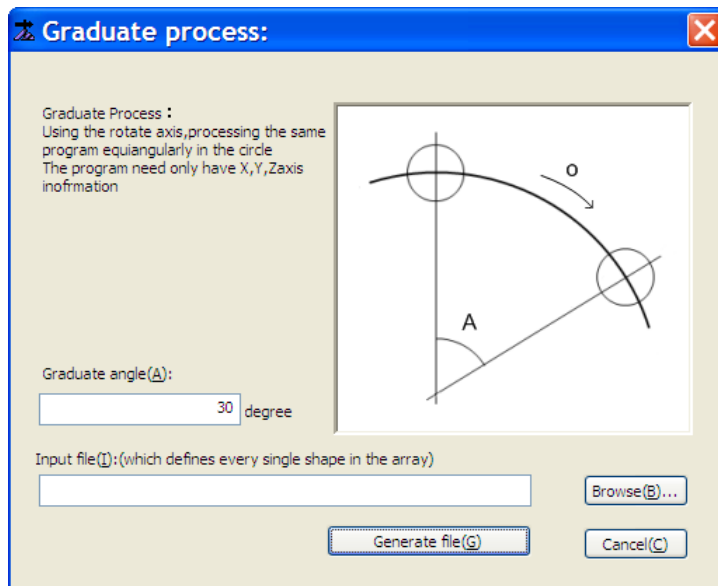 Graduate process:
Graduate Process：
Using the rotate axis,processing the same
program equiangularly in the circle
The program need only have X,Y,Zaxis
inofrmation
o
A
Graduate angle(A):
30 degree
Input file(I):(which defines every single shape in the array)
Browse(B)...
Generate file(G)
Cancel(C)